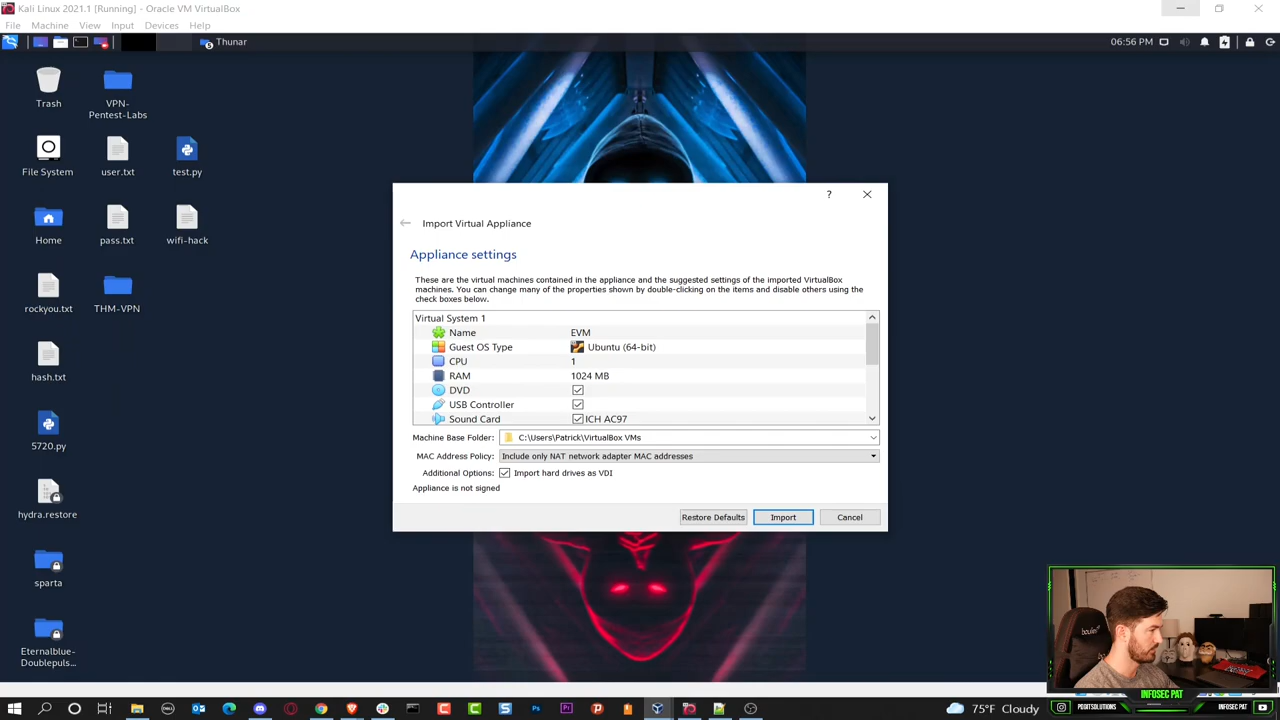 Kali Linux 2021.1 [Running] - Oracle VM VirtualBox
File Machine View Input Devices Help
Thunar
06:56 PM
Trash
VPN-
Pentest-Labs
File System
user.txt
test.py
Home
pass.txt
wifi-hack
rockyou.txt
THM-VPN
hash.txt
5720.py
hydra.restore
sparta
Eternalblue-
Doublepuls...
?
Import Virtual Appliance
Appliance settings
These are the virtual machines contained in the appliance and the suggested settings of the imported VirtualBox
machines. You can change many of the properties shown by double-clicking on the items and disable others using the
check boxes below.
Virtual System 1
Name EVM
Guest OS Type Ubuntu (64-bit)
CPU 1
RAM 1024 MB
DVD
USB Controller
Sound Card ICH AC97
Machine Base Folder: C:\Users\Patrick\VirtualBox VMs
MAC Address Policy: Include only NAT network adapter MAC addresses
Additional Options: Import hard drives as VDI
Appliance is not signed
Restore Defaults Import Cancel
INFOSEC PAT
75°F Cloudy
PGITSOLUTIONS
INFOSEC PAT